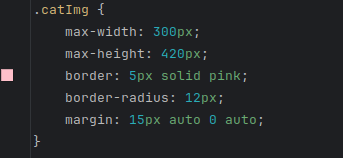 .catImg {
    max-width: 300px;
    max-height: 420px;
    border: 5px solid pink;
    border-radius: 12px;
    margin: 15px auto 0 auto;
}